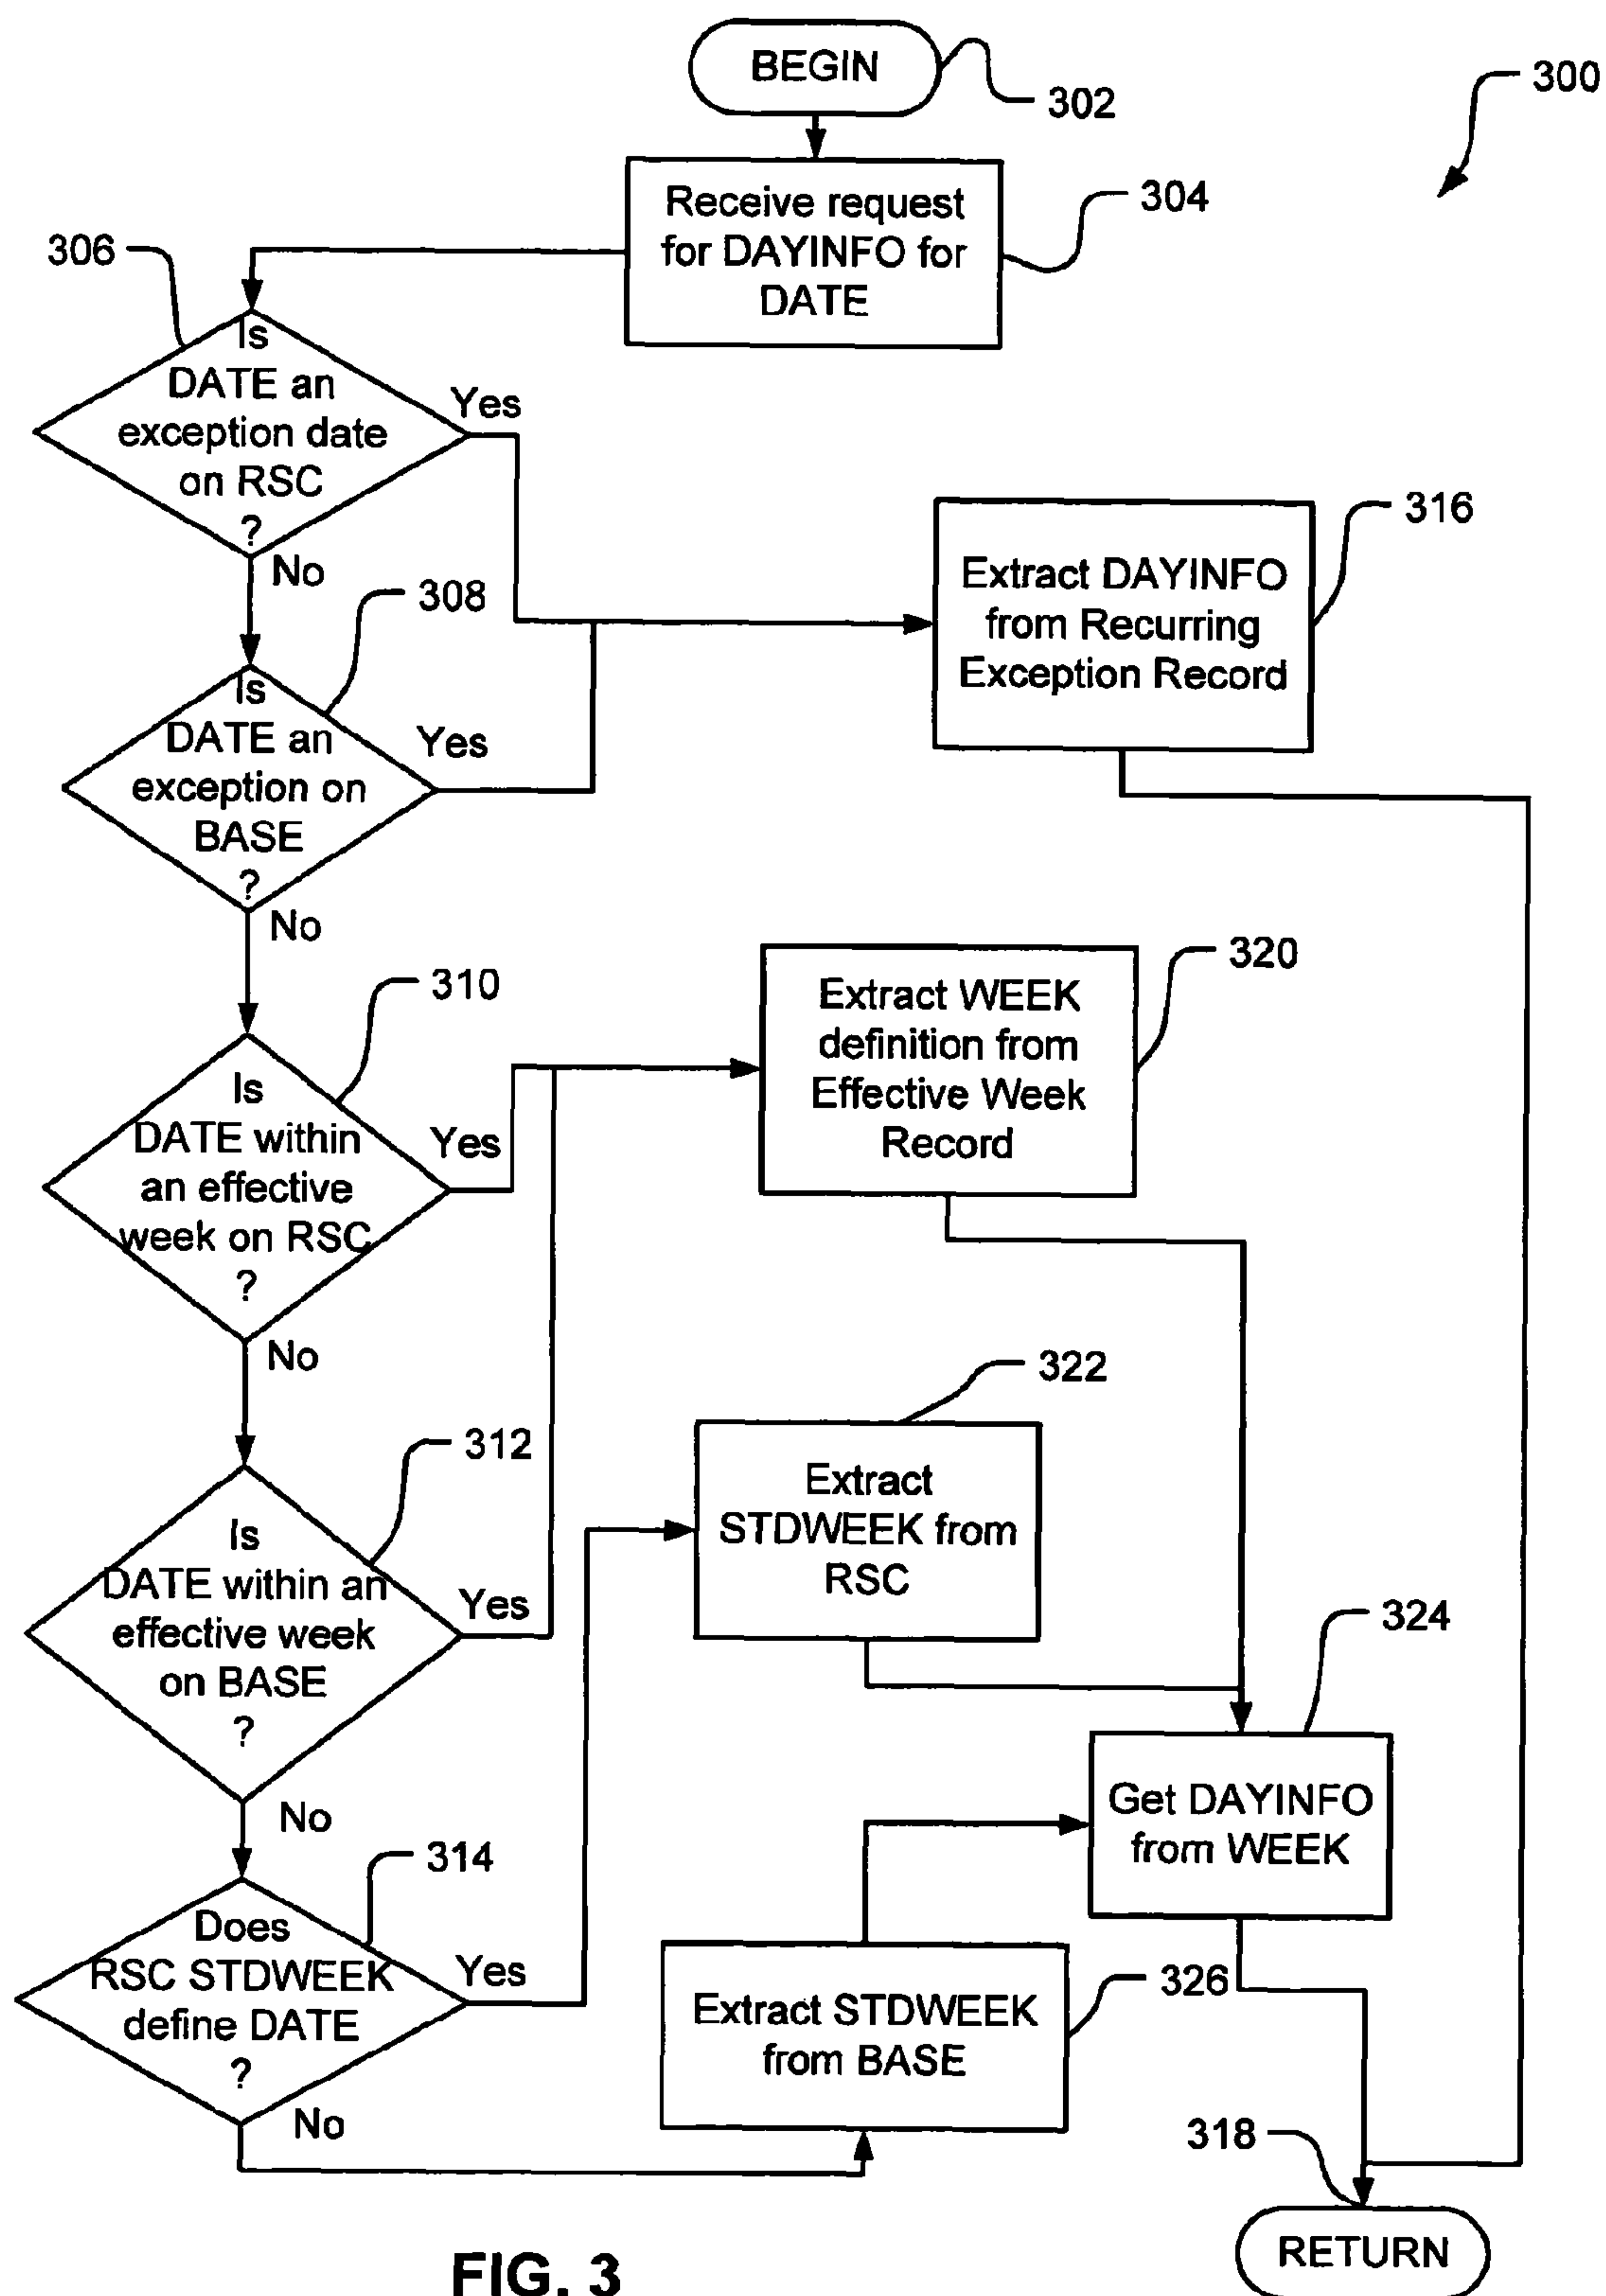 BEGIN
302
300
Receive request
for DAYINFO for
DATE
304
306
Is
DATE an
exception date
on RSC
?
Yes
No
316
Extract DAYINFO
from Recurring
Exception Record
308
Is
DATE an
exception on
BASE
?
Yes
No
310
Is
DATE within
an effective
week on RSC
?
Yes
No
320
Extract WEEK
definition from
Effective Week
Record
312
Is
DATE within an
effective week
on BASE
?
Yes
No
322
Extract
STDWEEK from
RSC
324
Get DAYINFO
from WEEK
314
Does
RSC STDWEEK
define DATE
?
Yes
No
326
Extract STDWEEK
from BASE
318
RETURN
FIG. 3